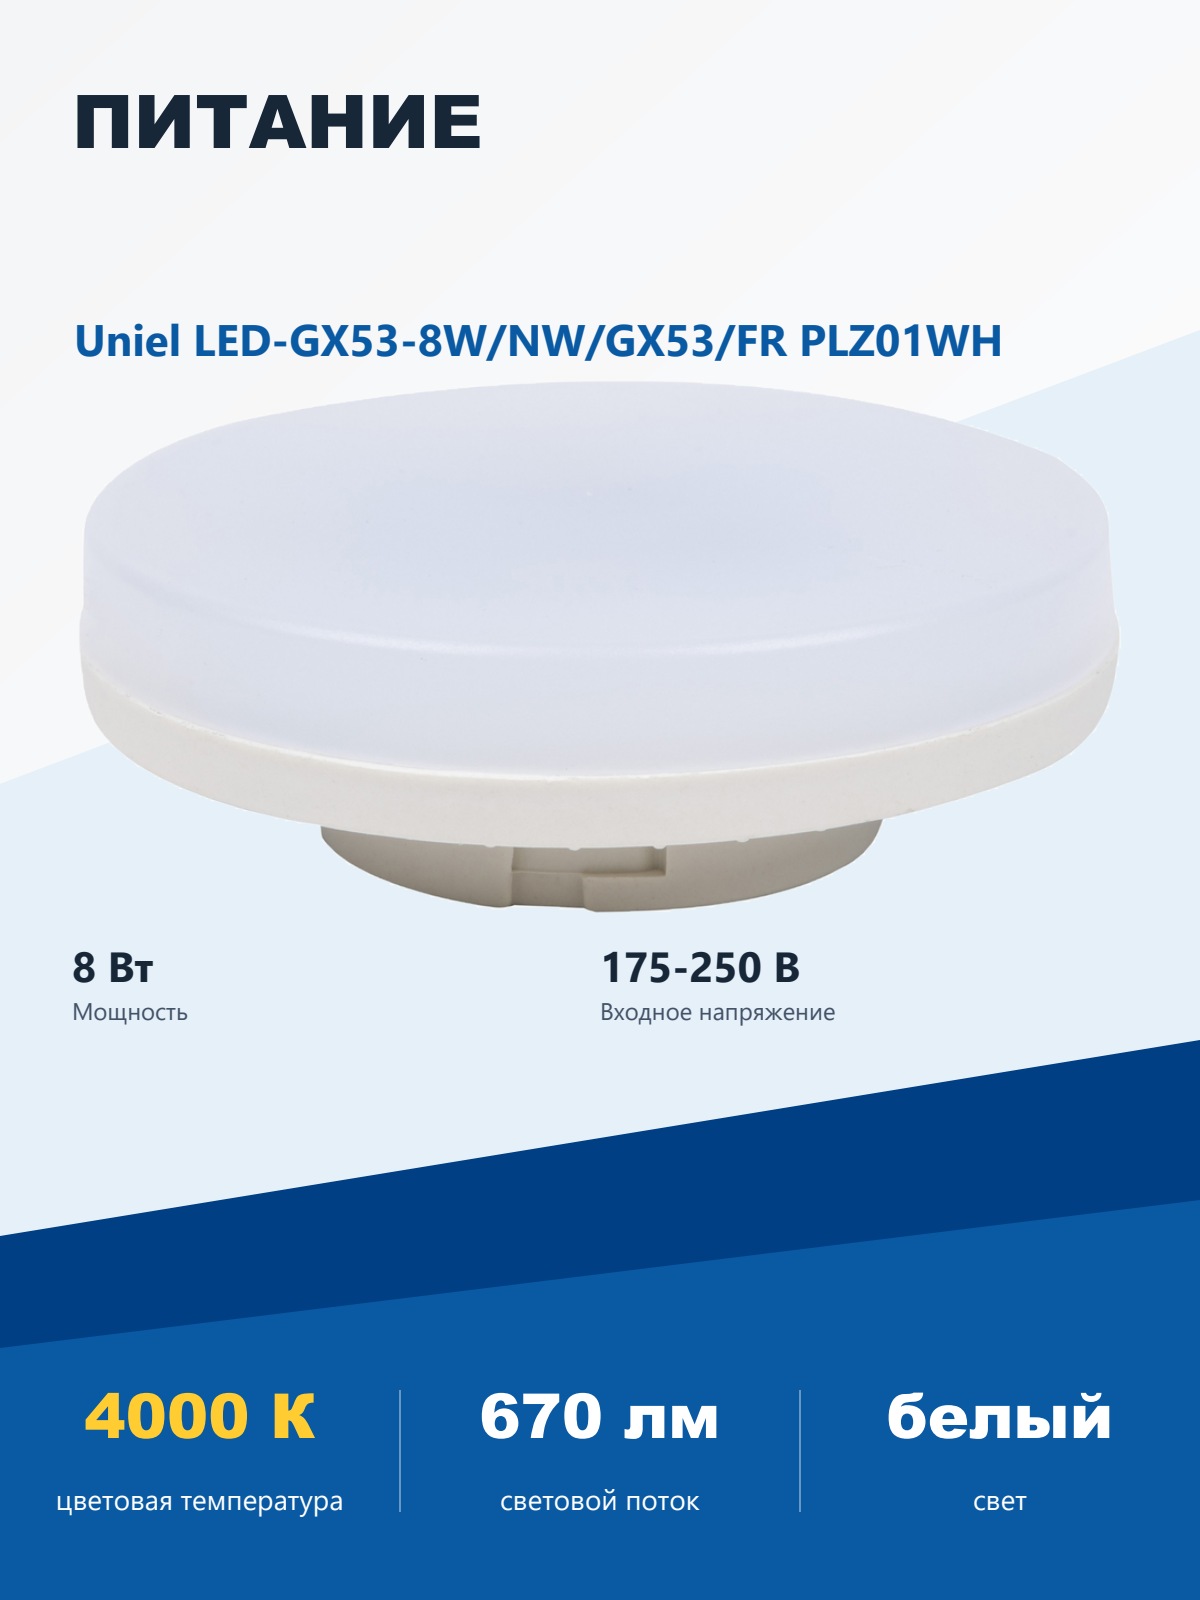 ПИТАНИЕ
Uniel LED-GX53-8W/NW/GX53/FR PLZ01WH
8 Вт
Мощность
175-250 В
Входное напряжение
4000 К
цветовая температура
670 лм
световой поток
белый
свет